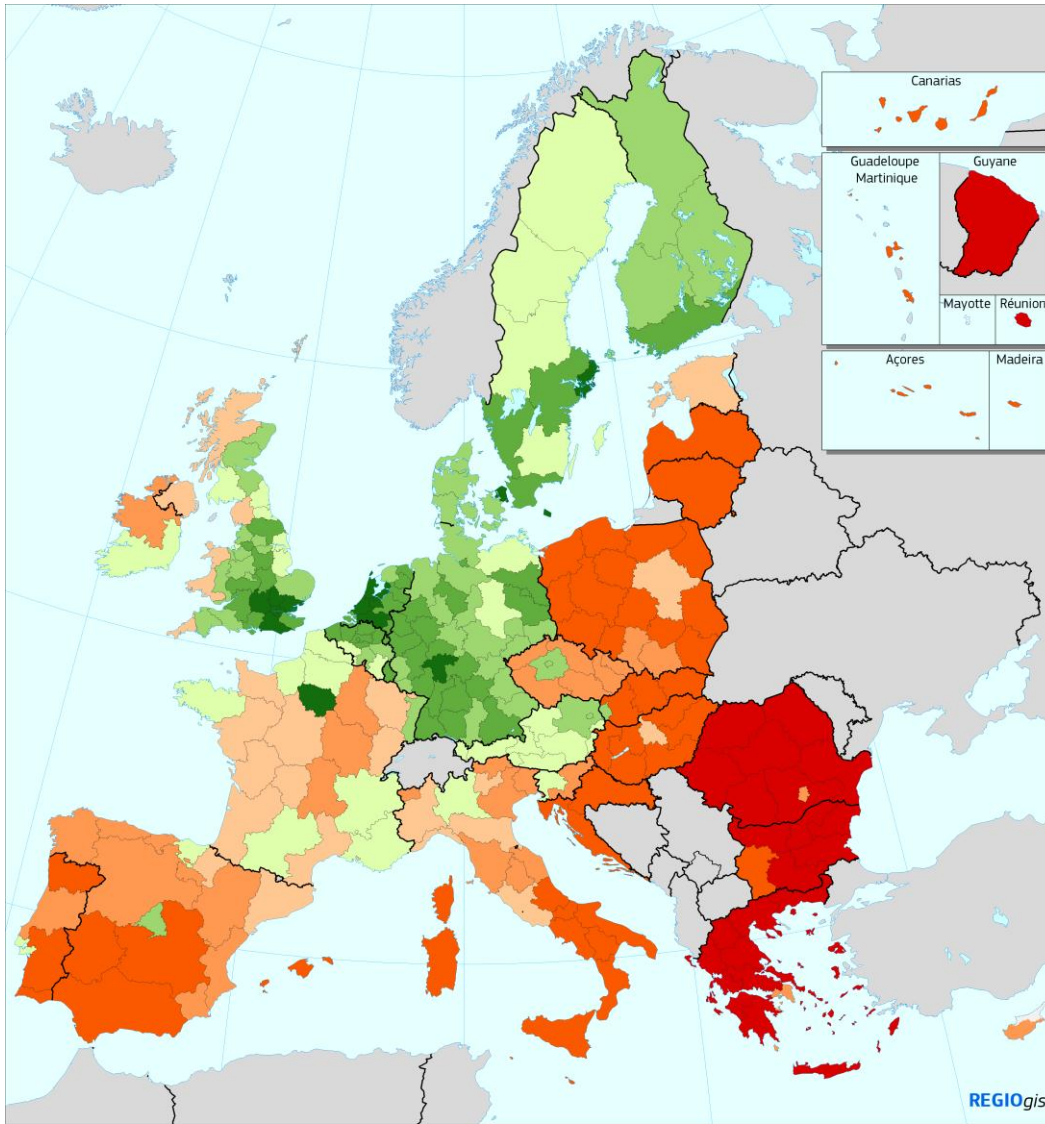 Canarias
Guadeloupe
Martinique
Guyane
Mayotte
Réunion
Açores
Madeira
REGIOgis